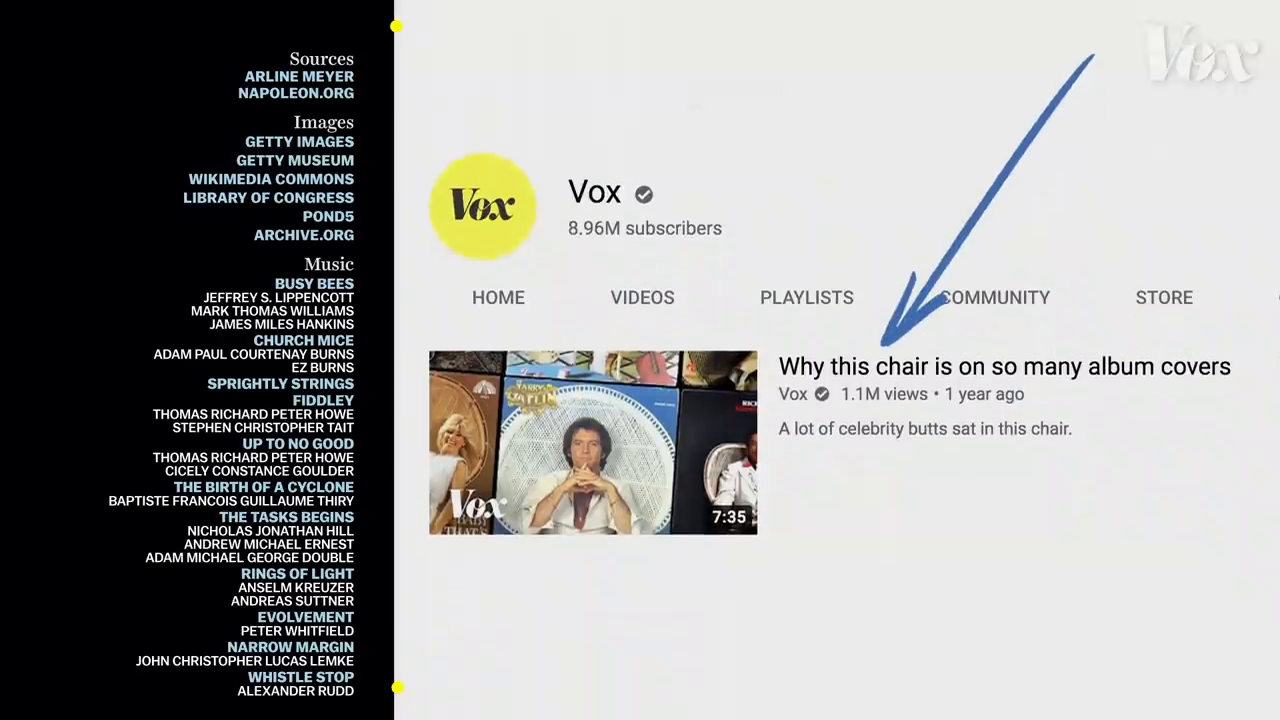 Sources
ARLINE MEYER
NAPOLEON.ORG
Images
GETTY IMAGES
GETTY MUSEUM
WIKIMEDIA COMMONS
LIBRARY OF CONGRESS
POND5
ARCHIVE.ORG
Music
BUSY BEES
JEFFREY S. LIPPENCOTT
MARK THOMAS WILLIAMS
JAMES MILES HANKINS
CHURCH MICE
ADAM PAUL COURTENAY BURNS
EZ BURNS
SPRIGHTLY STRINGS
FIDDLEY
THOMAS RICHARD PETER HOWE
STEPHEN CHRISTOPHER TAIT
UP TO NO GOOD
THOMAS RICHARD PETER HOWE
CICELY CONSTANCE GOULDER
THE BIRTH OF A CYCLONE
BAPTISTE FRANCOIS GUILLAUME THIRY
THE TASKS BEGINS
NICHOLAS JONATHAN HILL
ANDREW MICHAEL ERNEST
ADAM MICHAEL GEORGE DOUBLE
RINGS OF LIGHT
ANSELM KREUZER
ANDREAS SUTTNER
EVOLVEMENT
PETER WHITFIELD
NARROW MARGIN
JOHN CHRISTOPHER LUCAS LEMKE
WHISTLE STOP
ALEXANDER RUDD
Vox
Vox
Vox
8.96M subscribers
HOME VIDEOS PLAYLISTS COMMUNITY STORE
LARRY GATLIN
Vox
7:35
Why this chair is on so many album covers
Vox 1.1M views • 1 year ago
A lot of celebrity butts sat in this chair.